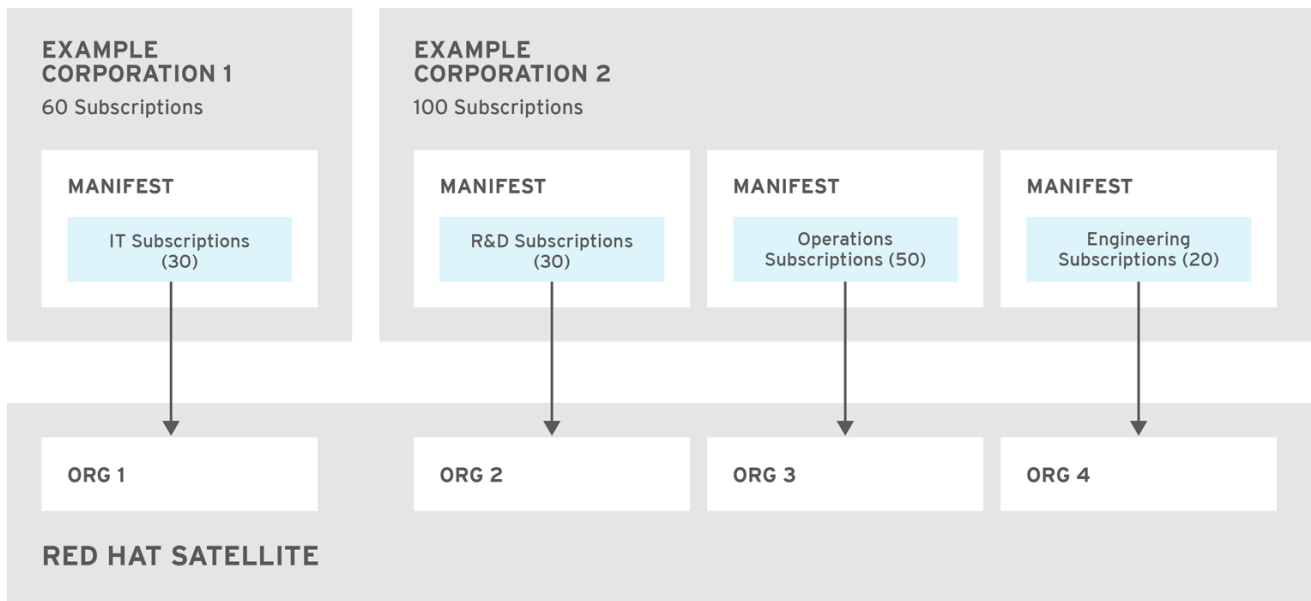 EXAMPLE
CORPORATION 1
60 Subscriptions
MANIFEST
IT Subscriptions
(30)
EXAMPLE
CORPORATION 2
100 Subscriptions
MANIFEST
R&D Subscriptions
(30)
MANIFEST
Operations
Subscriptions (50)
MANIFEST
Engineering
Subscriptions (20)
ORG 1
ORG 2
ORG 3
ORG 4
RED HAT SATELLITE